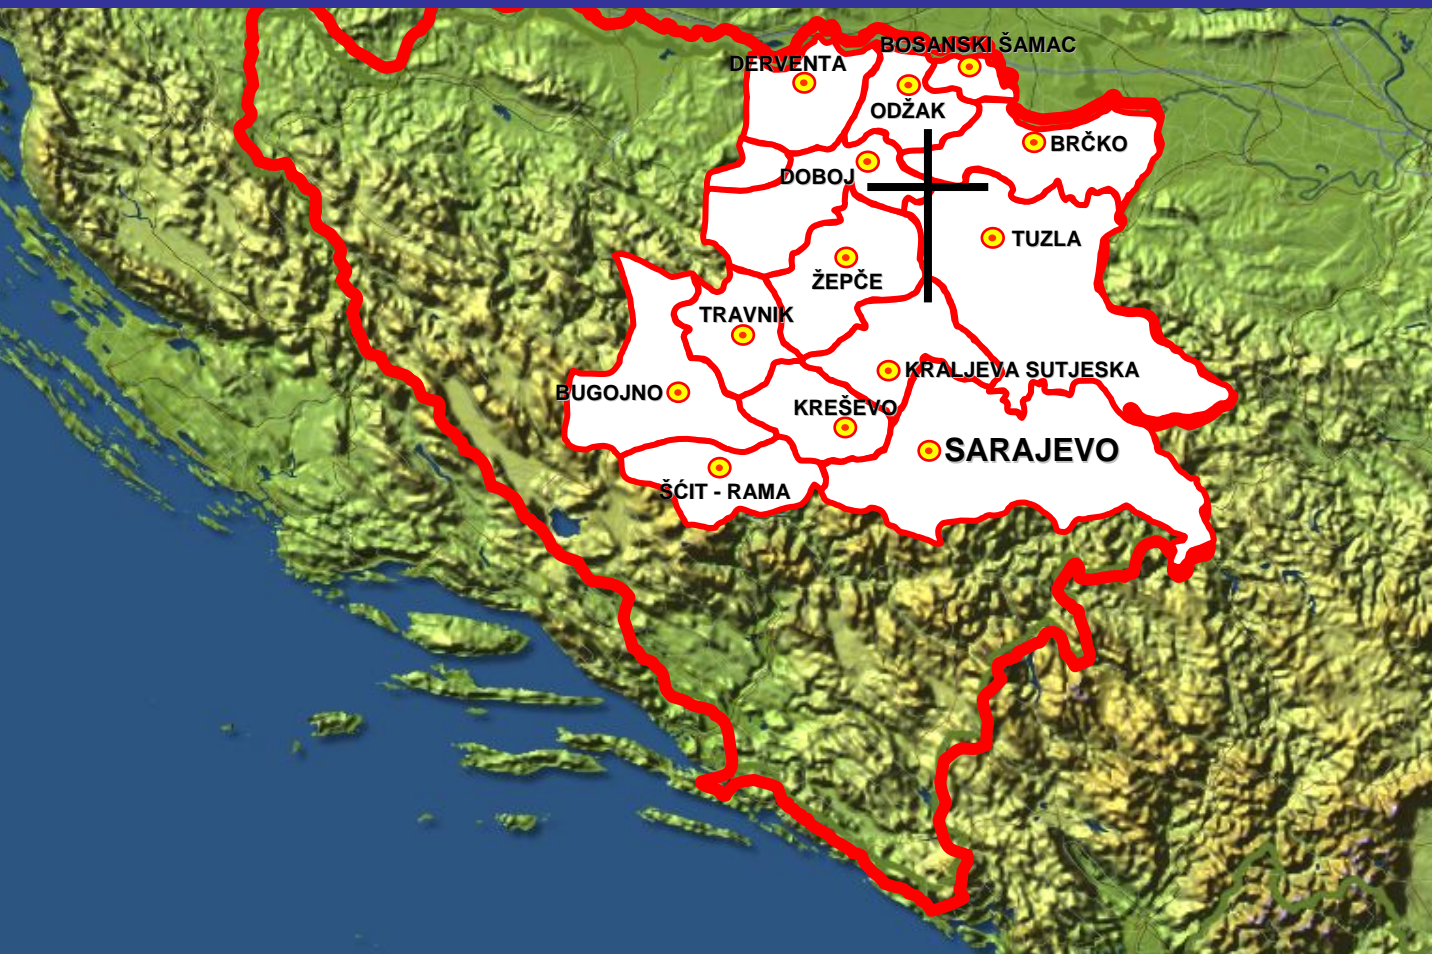 BOSANSKI ŠAMAC
DERVENTA
ODŽAK
BRČKO
DOBOJ
TUZLA
ŽEPČE
TRAVNIK
KRALJEVA SUTJESKA
BUGOJNO
KREŠEVO
SARAJEVO
ŠĆIT - RAMA